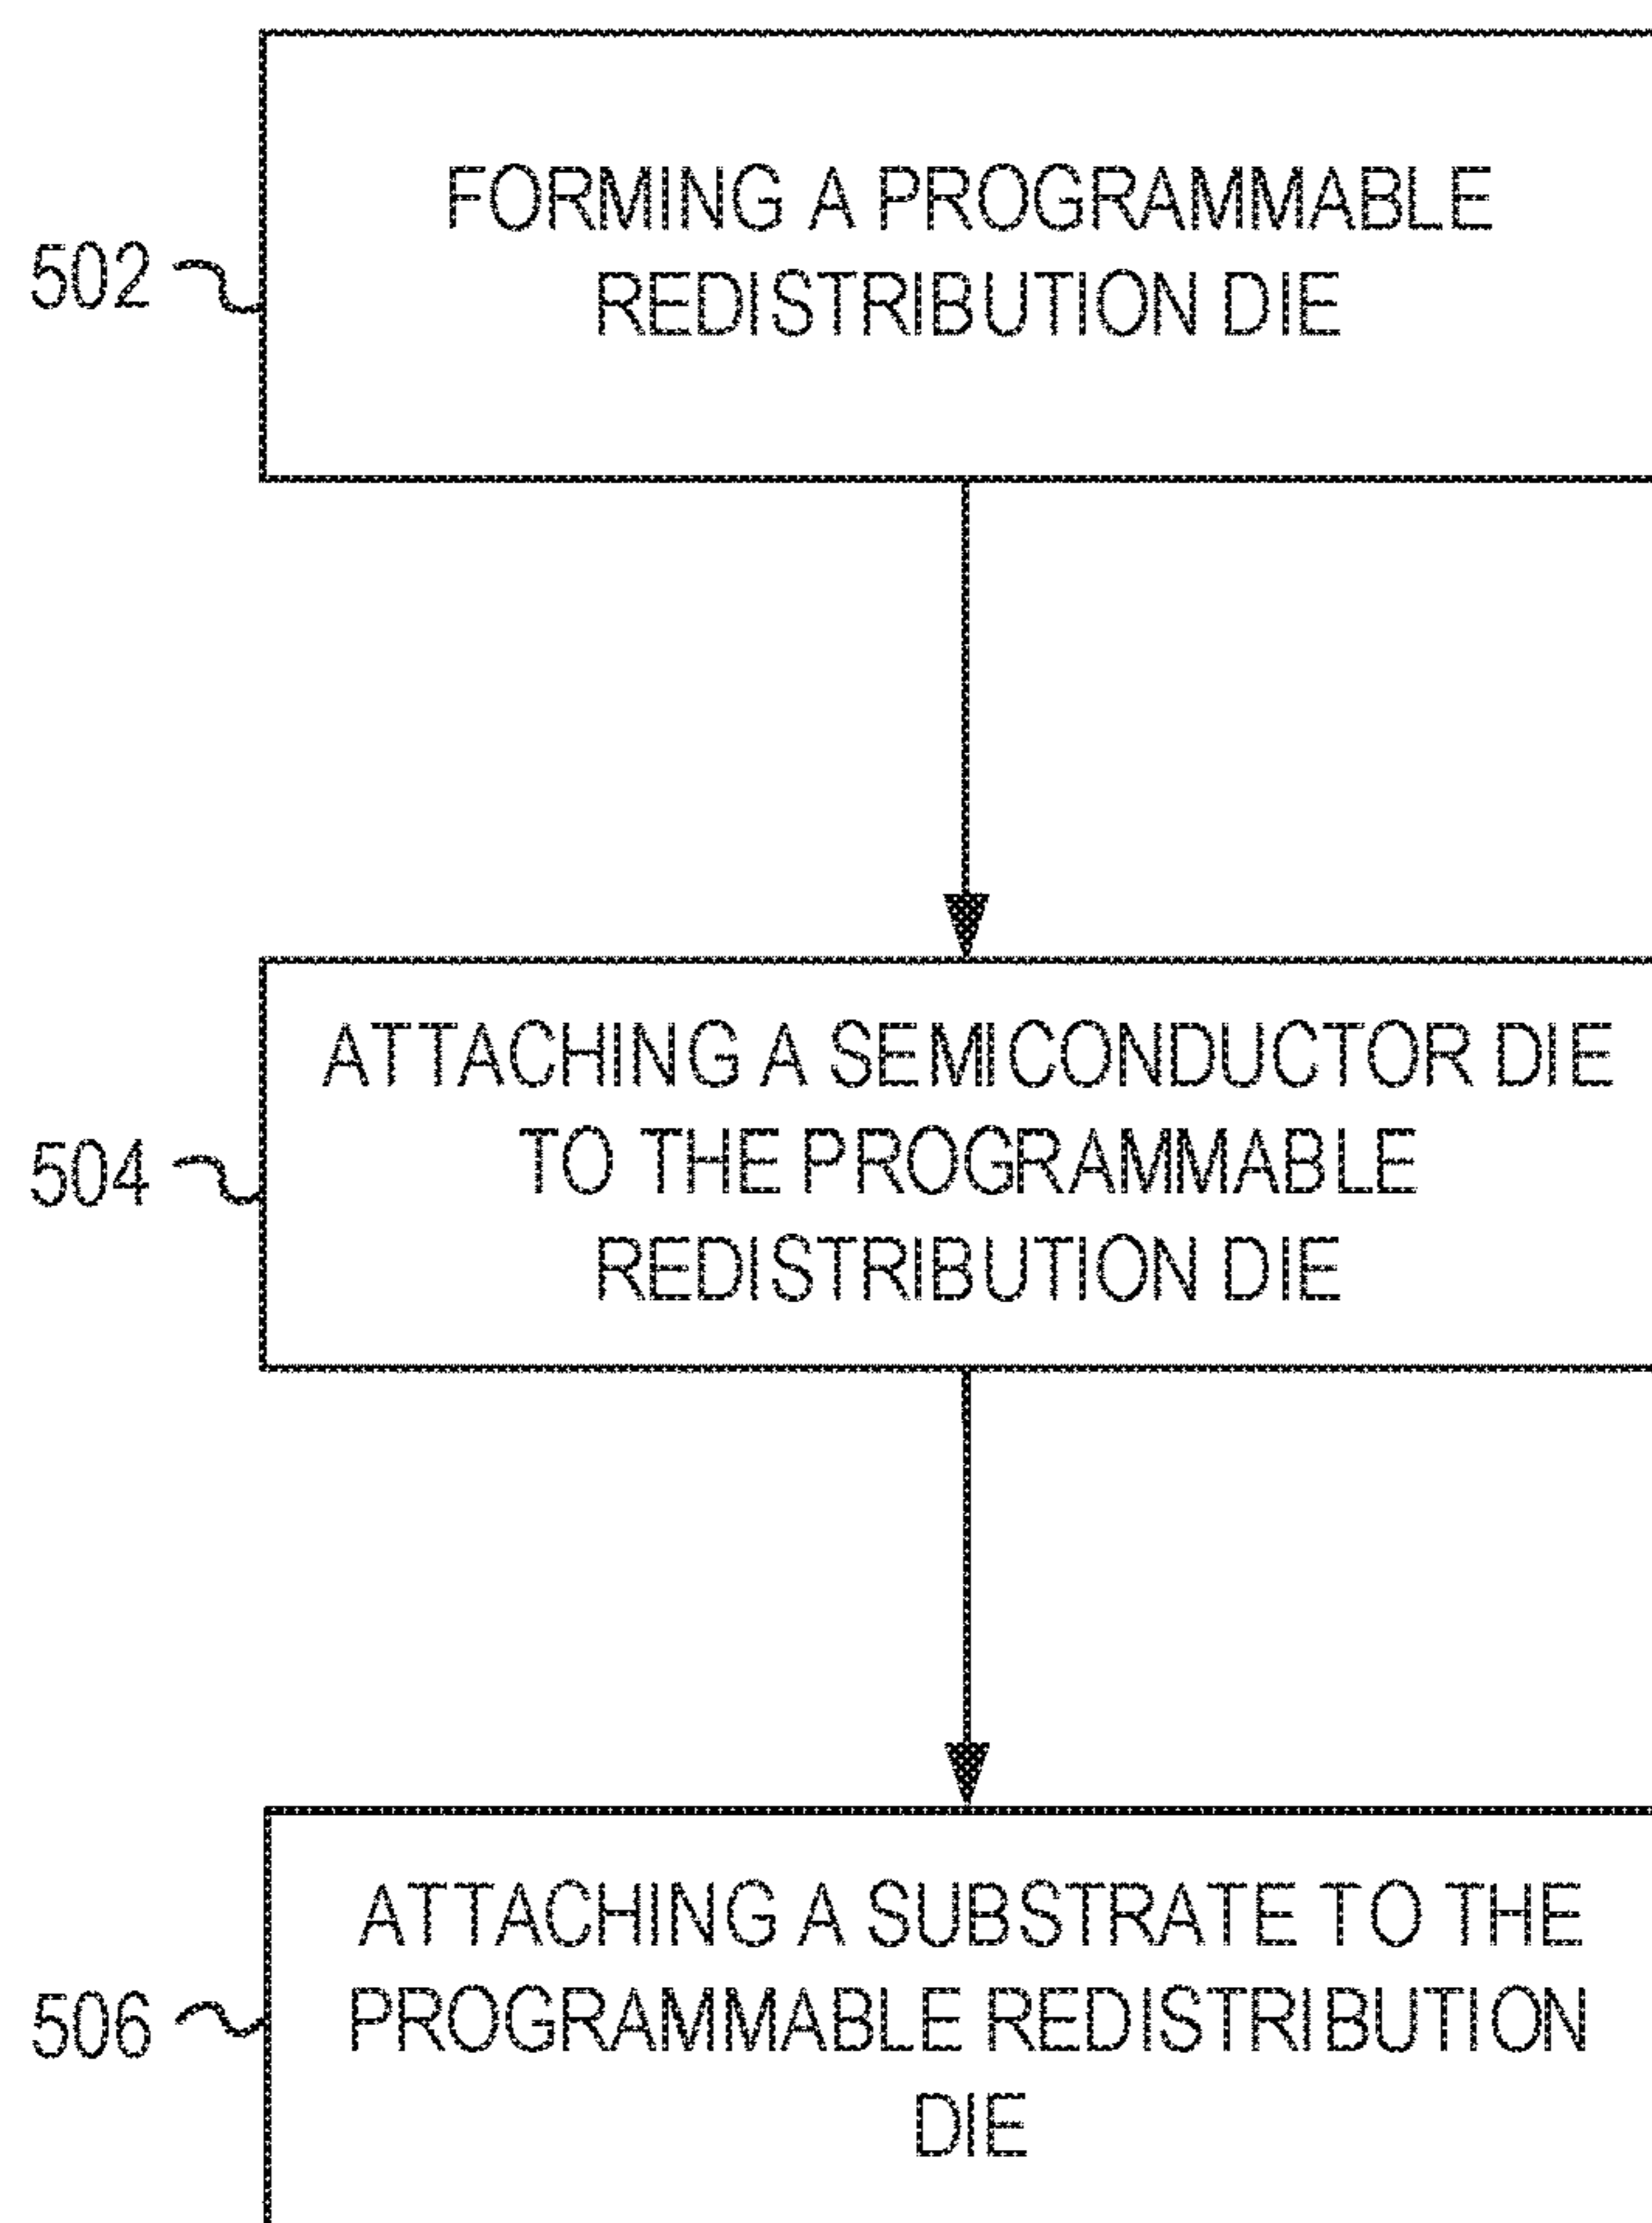 FORMING A PROGRAMMABLE
REDISTRIBUTION DIE
502
ATTACHING A SEMICONDUCTOR DIE
TO THE PROGRAMMABLE
REDISTRIBUTION DIE
504
ATTACHING A SUBSTRATE TO THE
PROGRAMMABLE REDISTRIBUTION
DIE
506